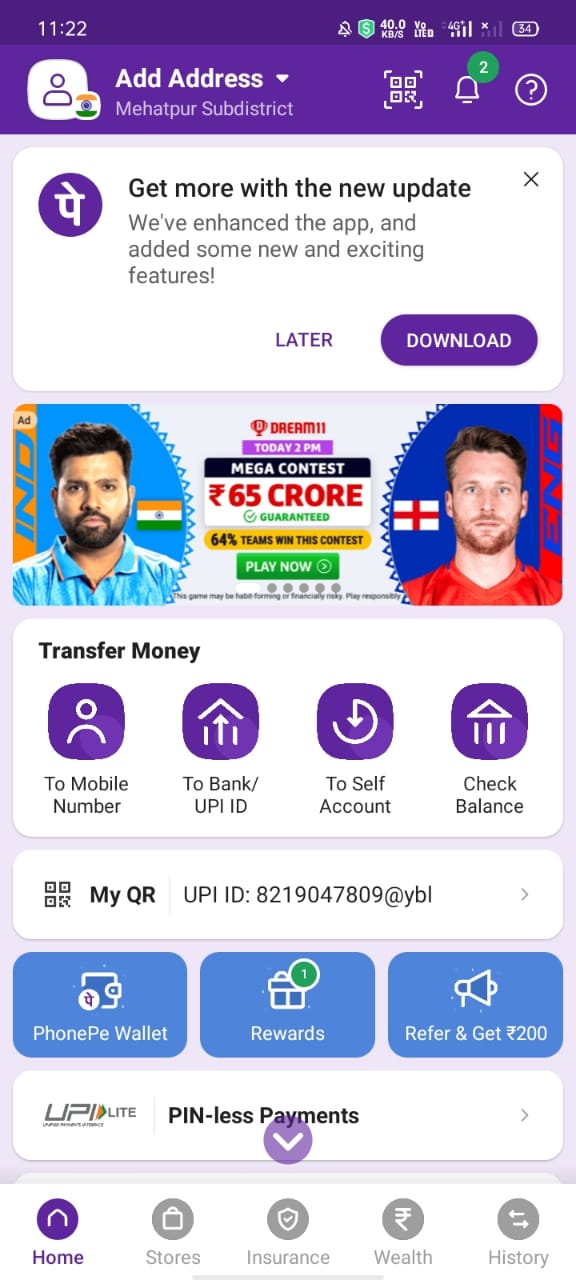 11:22
40.0 KB/S
Vo LTED
4G+
34
Add Address
Mehatpur Subdistrict
2
पे
Get more with the new update
We've enhanced the app, and
added some new and exciting
features!
LATER
DOWNLOAD
Ad
IND
ENG
DREAM11
TODAY 2 PM
MEGA CONTEST
₹65 CRORE
GUARANTEED
64% TEAMS WIN THIS CONTEST
PLAY NOW
This game may be habit-forming or financially risky. Play responsibly
Transfer Money
To Mobile
Number
To Bank/
UPI ID
To Self
Account
Check
Balance
My QR
UPI ID: 8219047809@ybl
पे
PhonePe Wallet
1
Rewards
Refer & Get ₹200
UPI LITE
UNIFIED PAYMENTS INTERFACE
PIN-less Payments
Home
Stores
Insurance
Wealth
History